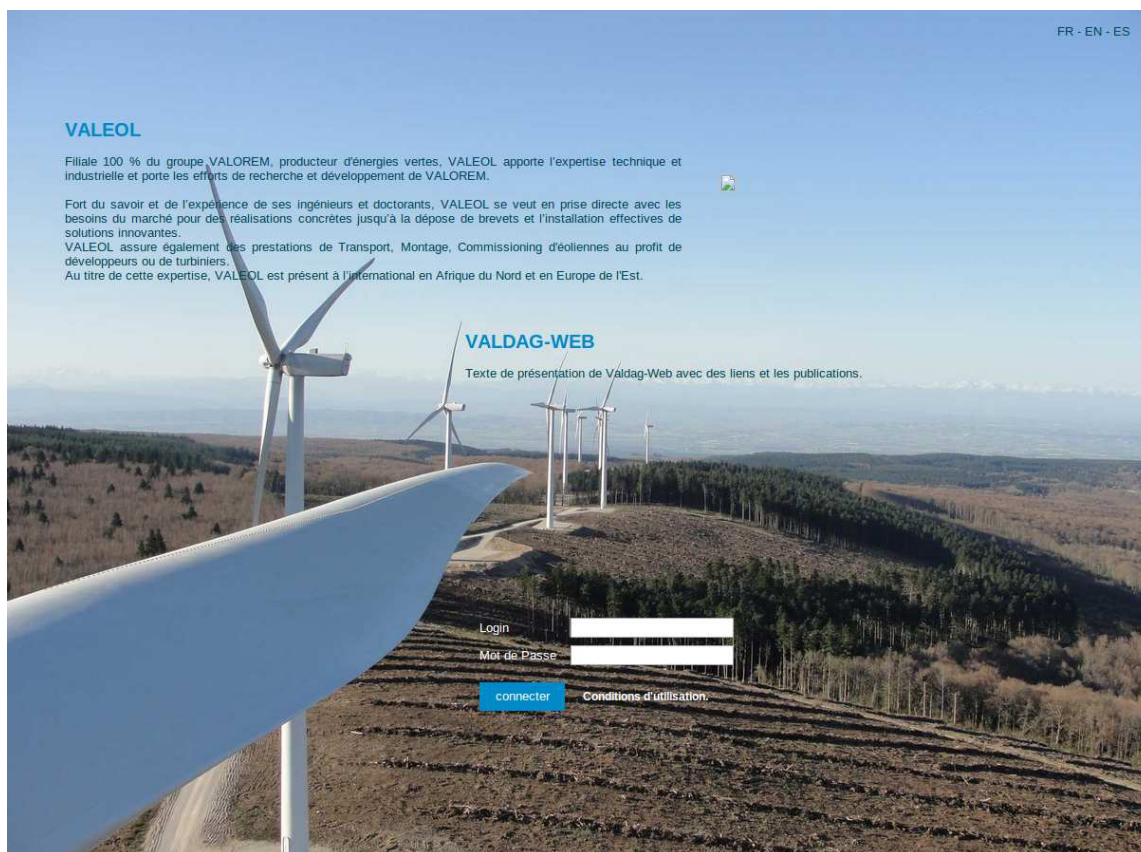 FR - EN - ES
VALEOL
Filiale 100 % du groupe VALOREM, producteur d'énergies vertes, VALEOL apporte l'expertise technique et
industrielle et porte les efforts de recherche et développement de VALOREM.
Fort du savoir et de l'expérience de ses ingénieurs et doctorants, VALEOL se veut en prise directe avec les
besoins du marché pour des réalisations concrètes jusqu'à la dépose de brevets et l'installation effectives de
solutions innovantes.
VALEOL assure également des prestations de Transport, Montage, Commissioning d'éoliennes au profit de
développeurs ou de turbiniers.
Au titre de cette expertise, VALEOL est présent à l'international en Afrique du Nord et en Europe de l'Est.
VALDAG-WEB
Texte de présentation de Valdag-Web avec des liens et les publications.
Login
Mot de Passe
connecter Conditions d'utilisation.